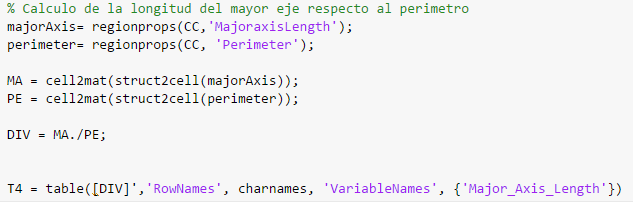 % Calculo de la longitud del mayor eje respecto al perimetro
majorAxis= regionprops(CC,'MajoraxisLength');
perimeter= regionprops(CC, 'Perimeter');
MA = cell2mat(struct2cell(majorAxis));
PE = cell2mat(struct2cell(perimeter));
DIV = MA./PE;
T4 = table([DIV]','RowNames', charnames, 'VariableNames', {'Major_Axis_Length'})